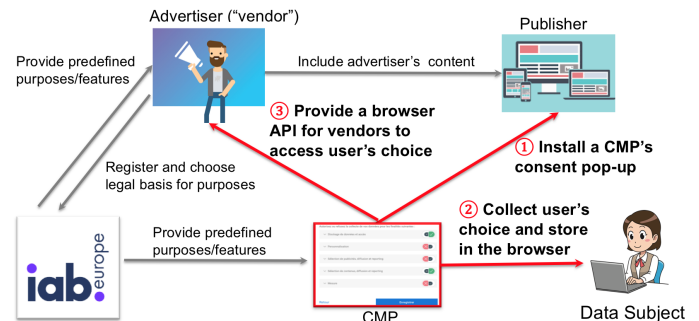 Advertiser (“vendor”)
Publisher
Provide predefined
purposes/features
Include advertiser’s content
③ Provide a browser
API for vendors to
access user’s choice
① Install a CMP’s
consent pop-up
Register and choose
legal basis for purposes
② Collect user’s
choice and store
in the browser
Provide predefined
purposes/features
iab.
europe
CMP
Data Subject